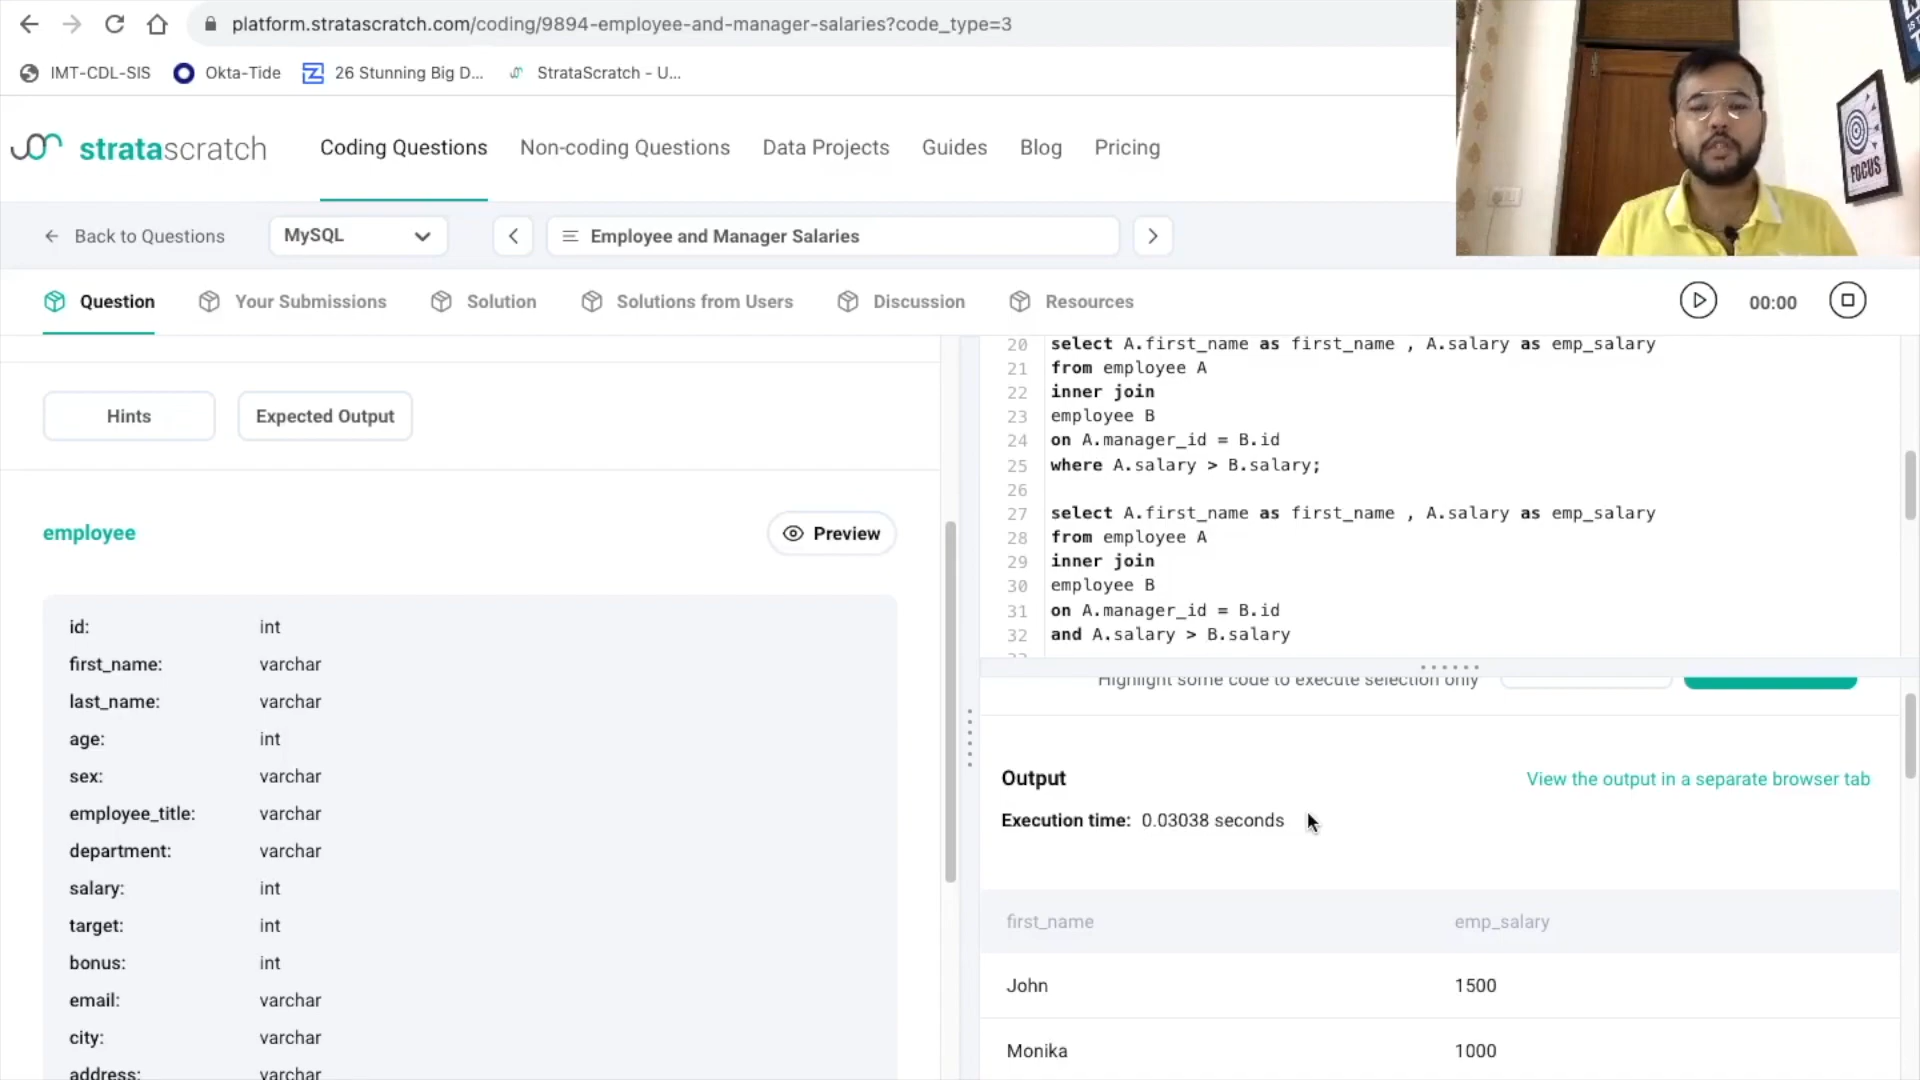 platform.stratascratch.com/coding/9894-employee-and-manager-salaries?code_type=3
IMT-CDL-SIS
Okta-Tide
26 Stunning Big D...
StrataScratch - U...
stratascratch
Coding Questions
Non-coding Questions
Data Projects
Guides
Blog
Pricing
FOCUS
Back to Questions
MySQL
Employee and Manager Salaries
Question
Your Submissions
Solution
Solutions from Users
Discussion
Resources
00:00
Hints
Expected Output
employee
Preview
id: int
first_name: varchar
last_name: varchar
age: int
sex: varchar
employee_title: varchar
department: varchar
salary: int
target: int
bonus: int
email: varchar
city: varchar
address: varchar
20 select A.first_name as first_name , A.salary as emp_salary
21 from employee A
22 inner join
23 employee B
24 on A.manager_id = B.id
25 where A.salary > B.salary;
26
27 select A.first_name as first_name , A.salary as emp_salary
28 from employee A
29 inner join
30 employee B
31 on A.manager_id = B.id
32 and A.salary > B.salary
Highlight some code to execute selection only
Output
View the output in a separate browser tab
Execution time: 0.03038 seconds
first_name emp_salary
John 1500
Monika 1000